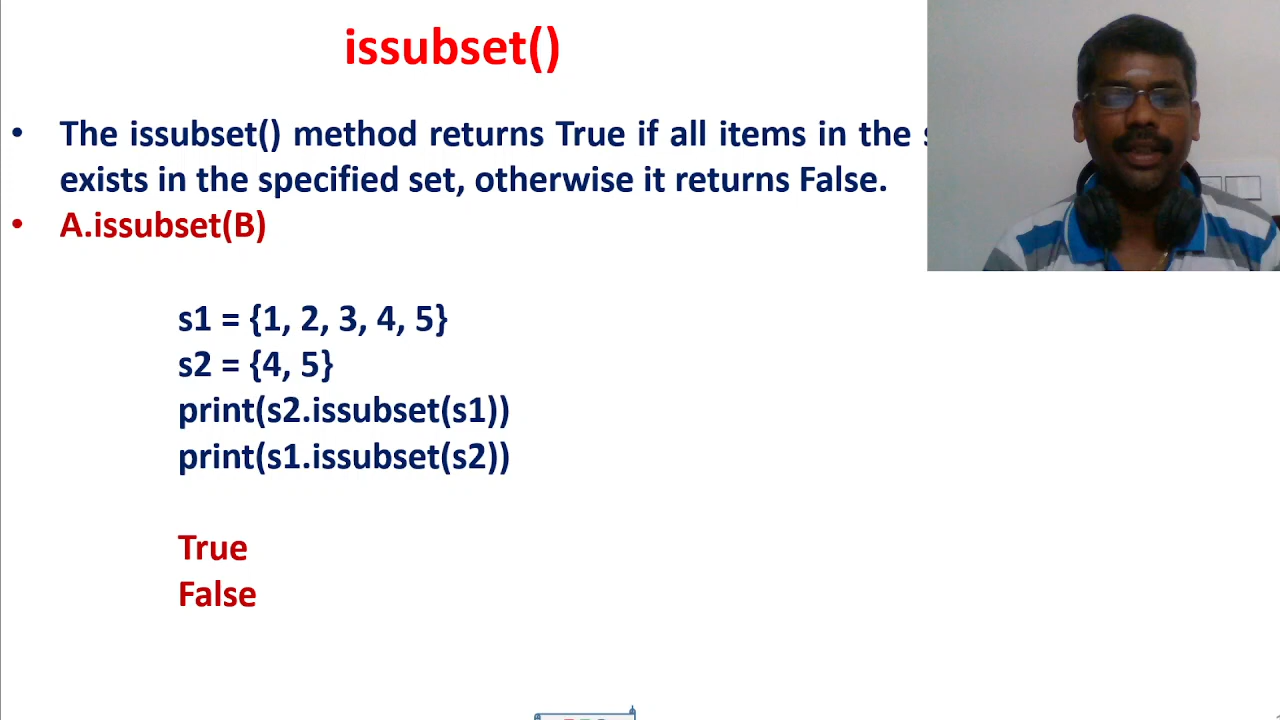 issubset()
• The issubset() method returns True if all items in the
exists in the specified set, otherwise it returns False.
• A.issubset(B)
s1 = {1, 2, 3, 4, 5}
s2 = {4, 5}
print(s2.issubset(s1))
print(s1.issubset(s2))
True
False